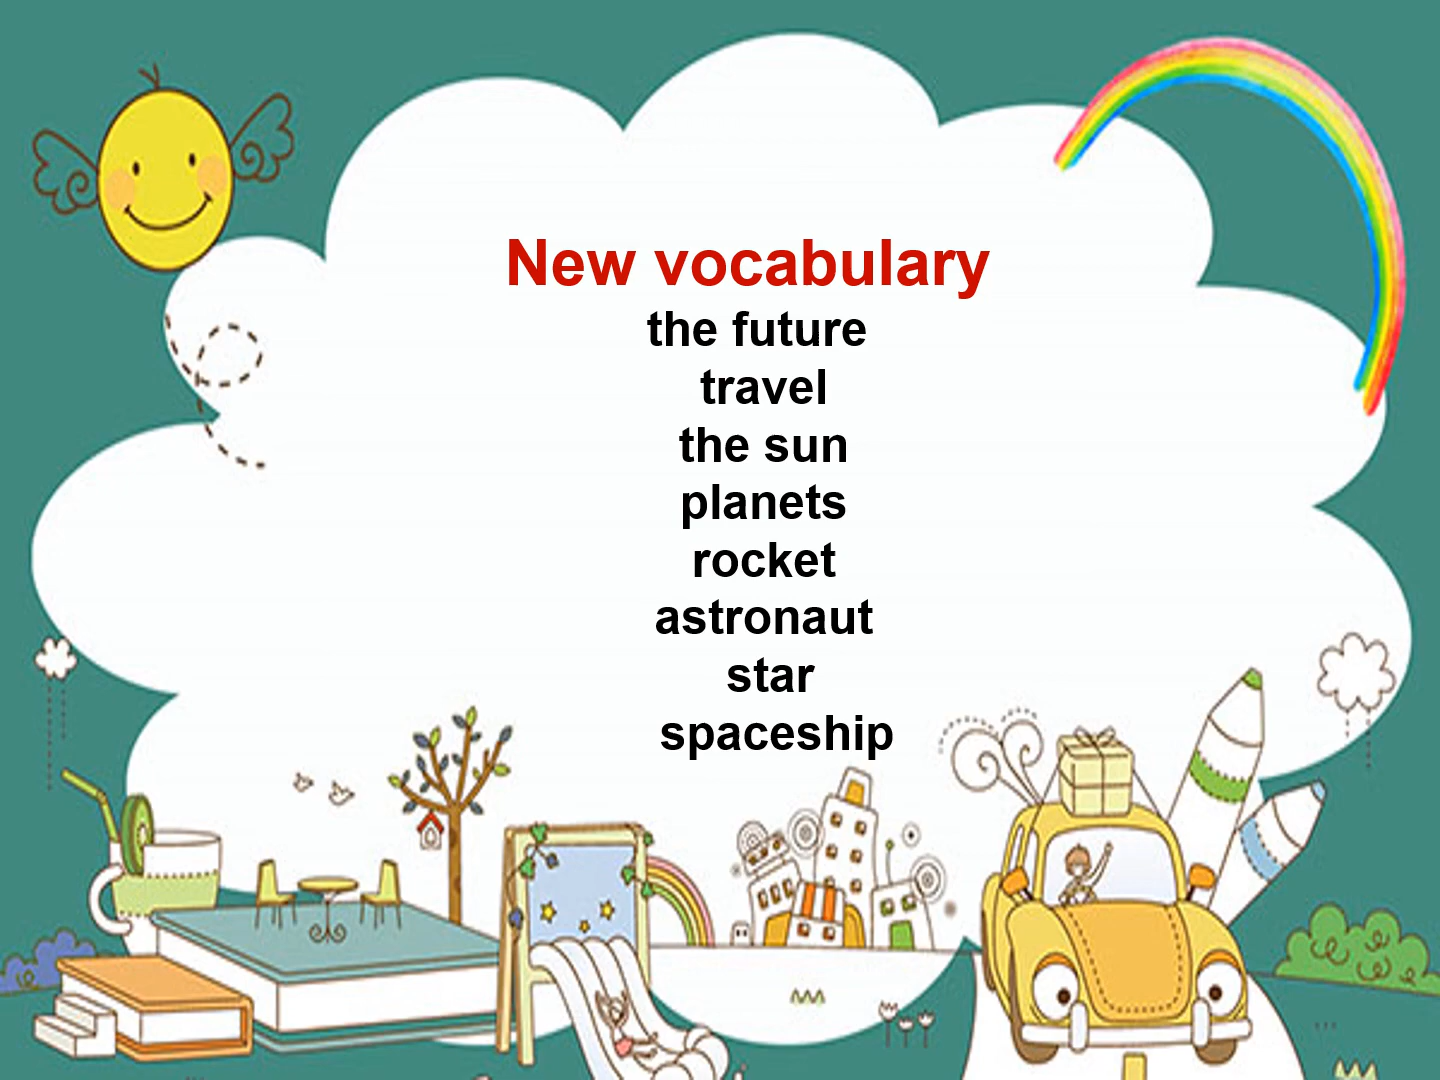 New vocabulary
the future
travel
the sun
planets
rocket
astronaut
star
spaceship